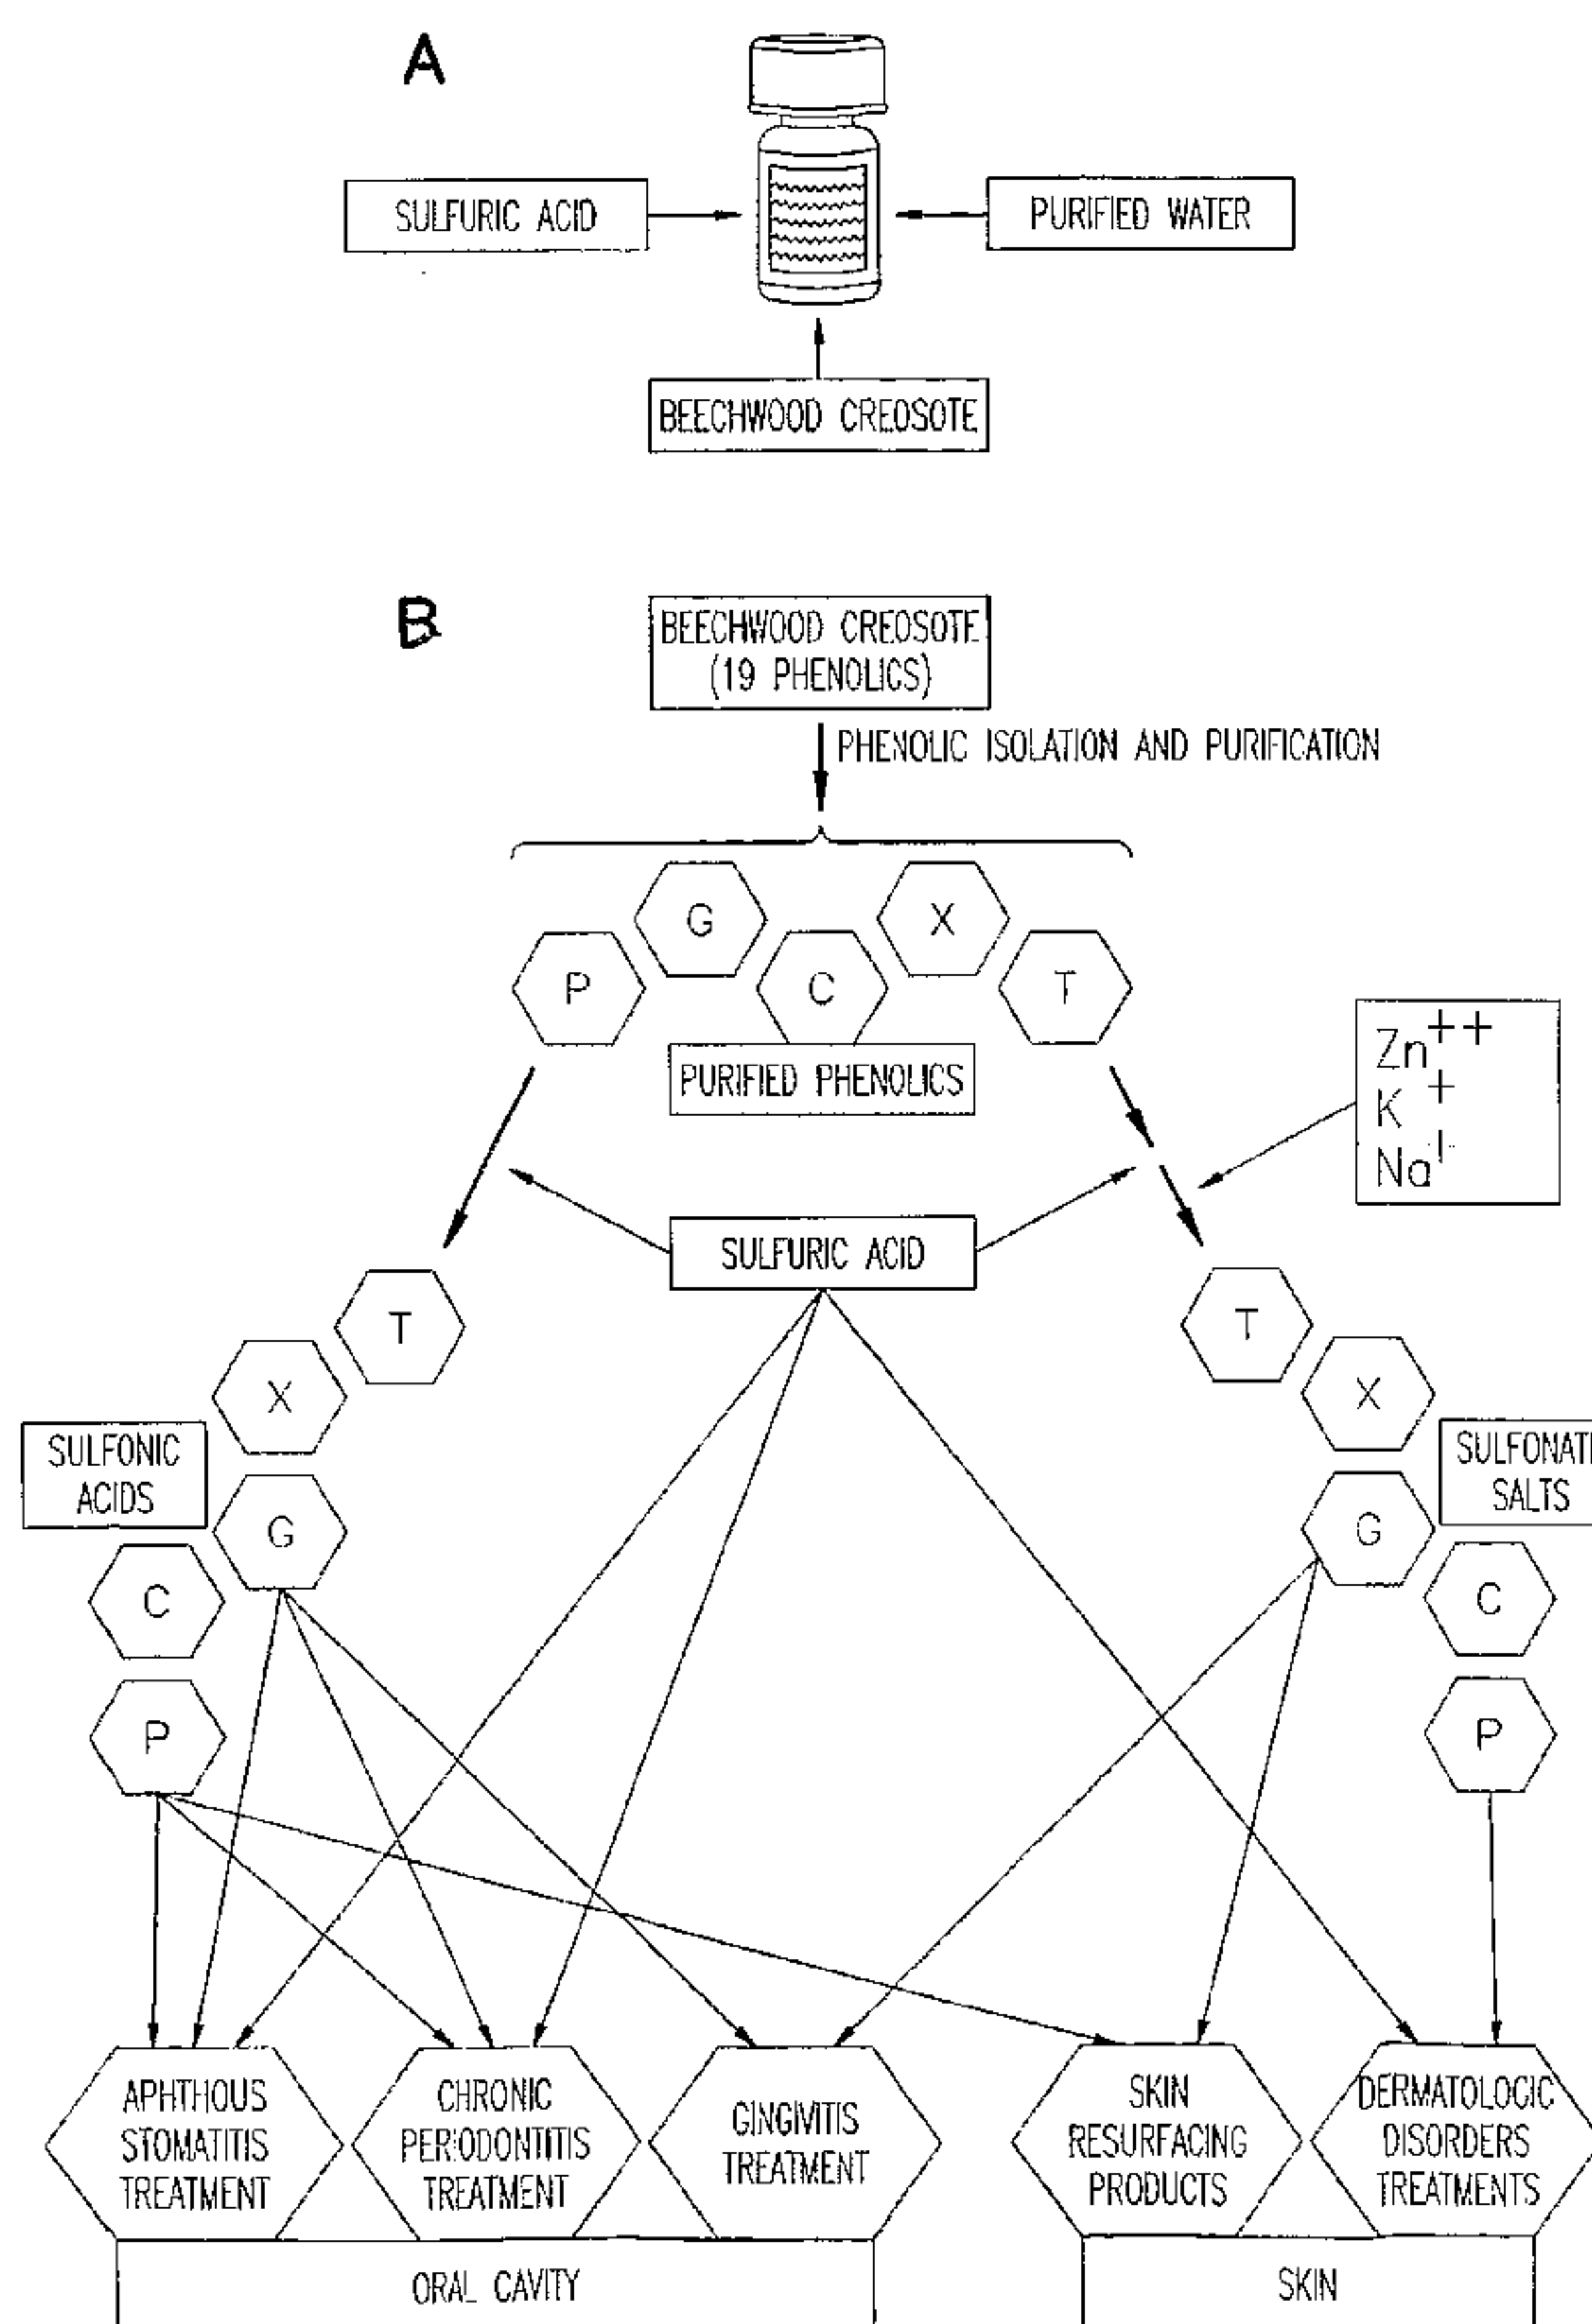 A
SULFURIC ACID
PURIFIED WATER
BEECHWOOD CREOSOTE
B
BEECHWOOD CREOSOTE
(19 PHENOLICS)
PHENOLIC ISOLATION AND PURIFICATION
P
G
C
X
T
PURIFIED PHENOLICS
Zn++
K+
Na+
SULFURIC ACID
T
X
SULFONIC
ACIDS
G
C
P
T
X
SULFONATE
SALTS
G
C
P
APHTHOUS
STOMATITIS
TREATMENT
CHRONIC
PERIODONTITIS
TREATMENT
GINGIVITIS
TREATMENT
SKIN
RESURFACING
PRODUCTS
DERMATOLOGIC
DISORDERS
TREATMENTS
ORAL CAVITY
SKIN